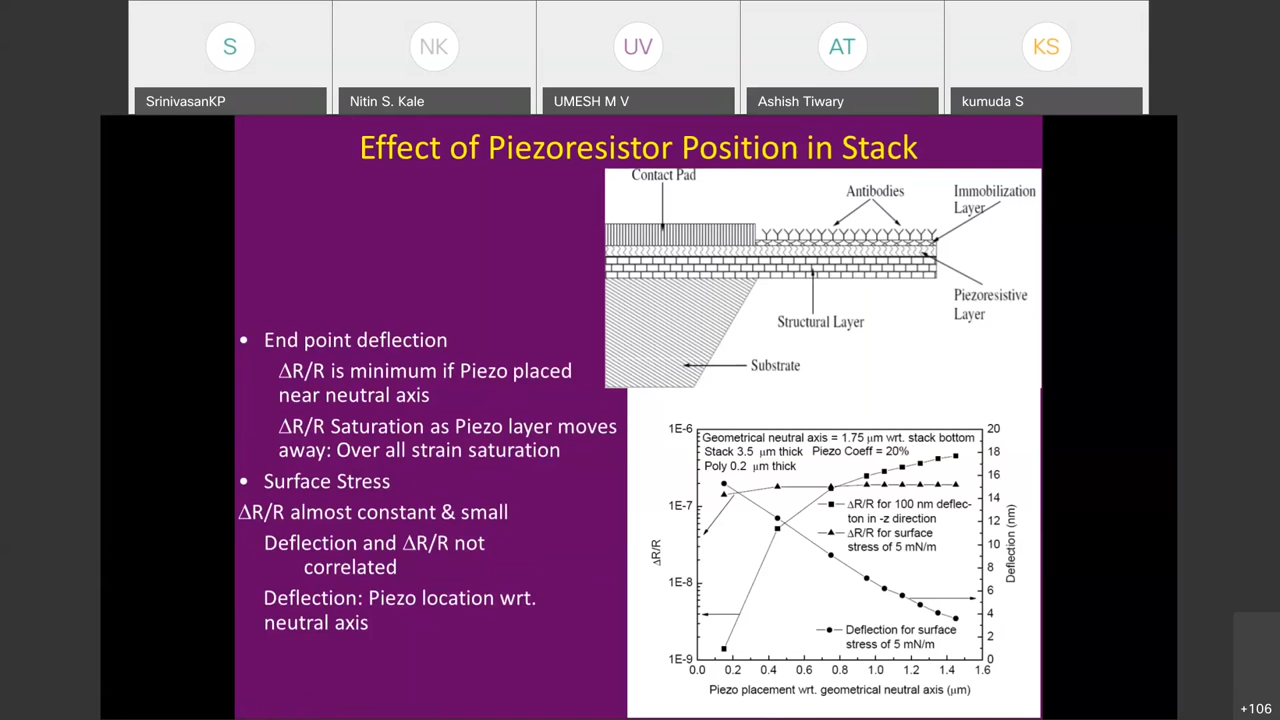 S
NK
UV
AT
KS
SrinivasanKP
Nitin S. Kale
UMESH M V
Ashish Tiwary
kumuda S
Effect of Piezoresistor Position in Stack
Contact Pad
Antibodies
Immobilization
Layer
Piezoresistive
Layer
Structural Layer
Substrate
• End point deflection
ΔR/R is minimum if Piezo placed
near neutral axis
ΔR/R Saturation as Piezo layer moves
away: Over all strain saturation
• Surface Stress
ΔR/R almost constant & small
Deflection and ΔR/R not
correlated
Deflection: Piezo location wrt.
neutral axis
Geometrical neutral axis = 1.75 μm wrt. stack bottom
Stack 3.5 μm thick Piezo Coeff = 20%
Poly 0.2 μm thick
ΔR/R for 100 nm deflec-
ton in -z direction
ΔR/R for surface
stress of 5 mN/m
Deflection for surface
stress of 5 mN/m
1E-6
1E-7
1E-8
1E-9
ΔR/R
20
18
16
14
12
10
8
6
4
2
0
Deflection (nm)
0.0 0.2 0.4 0.6 0.8 1.0 1.2 1.4 1.6
Piezo placement wrt. geometrical neutral axis (μm)
+106